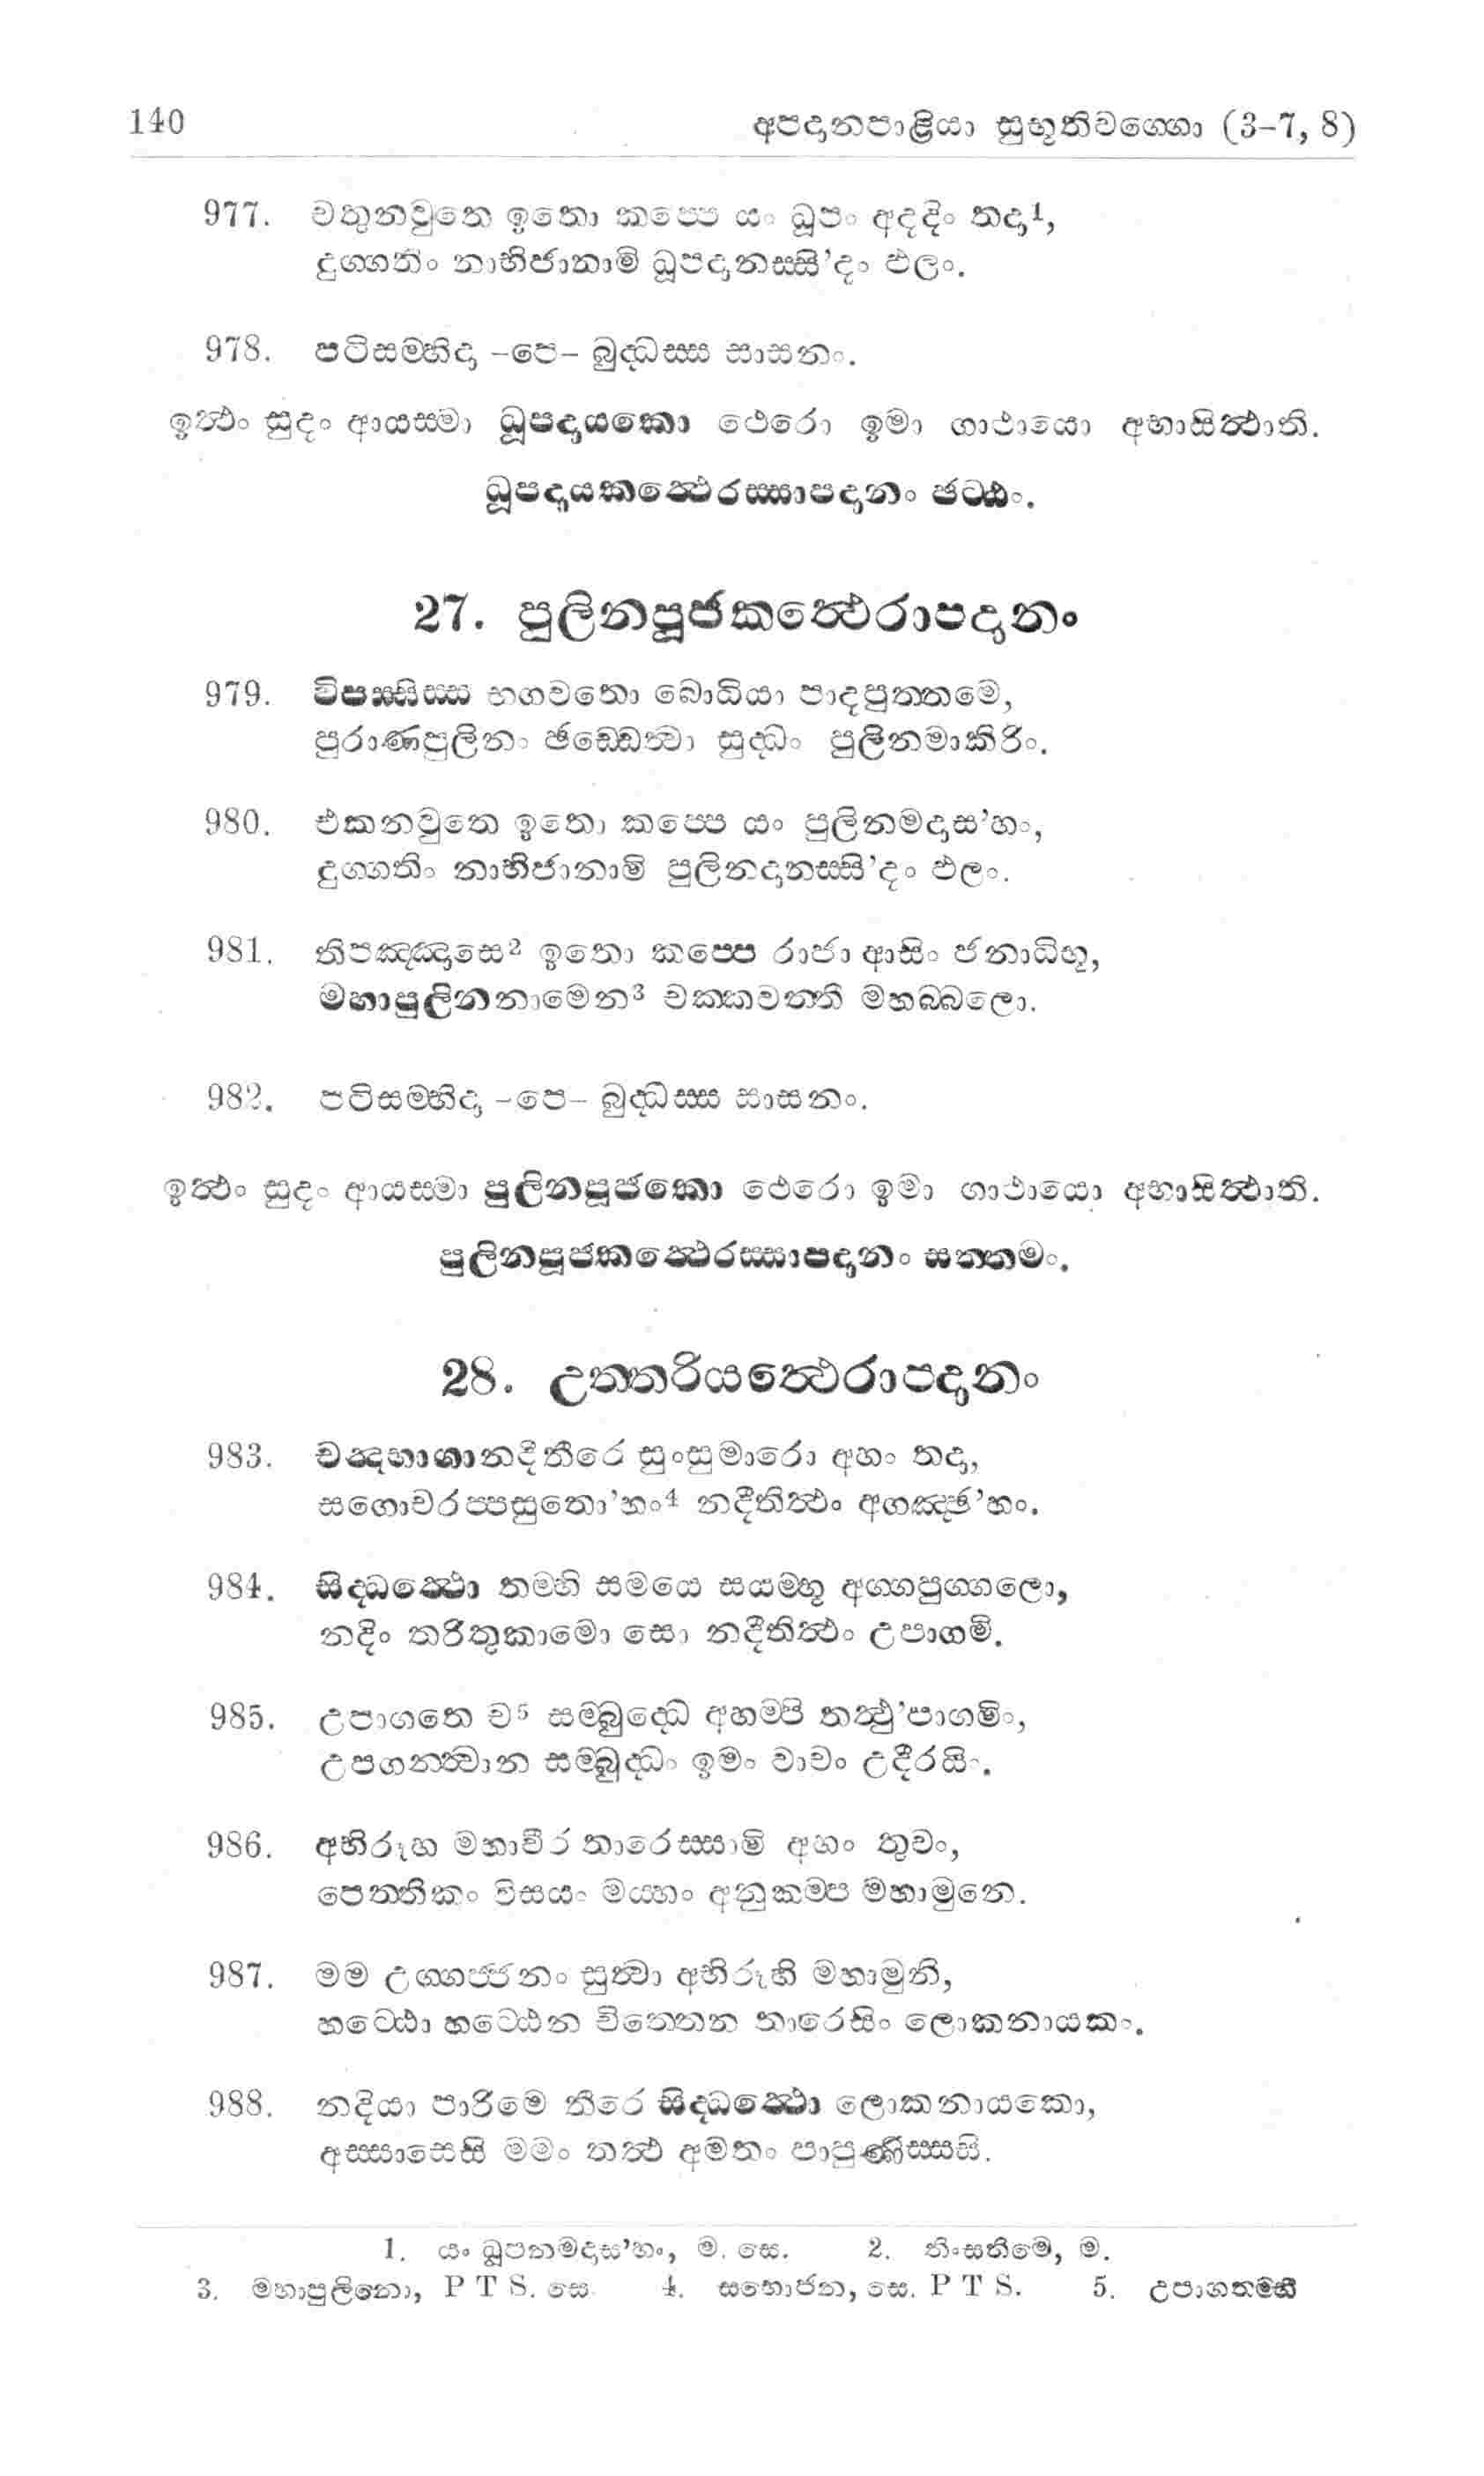 140 අපදානපාළියා සුභූතිවග්ගො (3-7, 8)
977. චතුනවුතෙ ඉතො කප්පෙ යං ධූපං අදදිං තදා1,
දුග්ගතිං නාභිජානාමි ධූපදානස්සි’දං ඵලං.
978. පටිසම්භිදා -පෙ- බුද්ධස්ස සාසනං.
ඉත්ථං සුදං ආයස්මා ධූපදායකො ථෙරො ඉමා ගාථායො අභාසිත්ථාති.
ධූපදායකත්ථෙරස්සාපදානං ඡට්ඨං.
27. පුලිනපූජකත්ථෙරාපදානං
979. විපස්සිස්ස භගවතො බොධියා පාදපුත්තමෙ,
පුරාණපුලිනං ඡඩ්ඩෙත්වා සුද්ධං පුලිනමාකිරිං.
980. එකනවුතෙ ඉතො කප්පෙ යං පුලිනමදාස’හං,
දුග්ගතිං නාභිජානාමි පුලිනදානස්සි’දං ඵලං.
981. තිපඤ්ඤාසෙ2 ඉතො කප්පෙ රාජා ආසිං ජනාධිභූ,
මහාපුලිනනාමෙන3 චක්කවත්තී මහබ්බලො.
982. පටිසම්භිදා -පෙ- බුද්ධස්ස සාසනං.
ඉත්ථං සුදං ආයස්මා පුලිනපූජකො ථෙරො ඉමා ගාථායො අභාසිත්ථාති.
පුලිනපූජකත්ථෙරස්සාපදානං සත්තමං.
28. උත්තරියත්ථෙරාපදානං
983. චන්දභාගානදීතීරෙ සුංසුමාරො අහං තදා,
සගොචරප්පසුතො’හං4 නදීතිත්ථං අගඤ්ඡ’හං.
984. සිද්ධත්ථො තම්හි සමයෙ සයම්භූ අග්ගපුග්ගලො,
නදිං තරිතුකාමො සො නදීතිත්ථං උපාගමි.
985. උපාගතෙ ච5 සම්බුද්ධෙ අහම්පි තත්ථු’පාගමිං,
උපගන්ත්වාන සම්බුද්ධං ඉමං වාචං උදීරයිං.
986. අභිරූහ මහාවීර තාරෙස්සාමි අහං තුවං,
පෙත්තිකං විසයං මය්හං අනුකම්ප මහාමුනෙ.
987. මම උග්ගජ්ජනං සුත්වා අභිරූහි මහාමුනි,
හට්ඨො හට්ඨෙන චිත්තෙන තාරෙසිං ලොකනායකං.
988. නදියා පාරිමෙ තීරෙ සිද්ධත්ථො ලොකනායකො,
අස්සාසෙසි මමං තත්ථ අමතං පාපුණිස්සසි.
1. යං ධූපනමදාස’හං, ම. සෙ. 2. තිංසතිමෙ, ම.
3. මහාපුලිනො, P T S. සෙ. 4. සභොජන, සෙ. P T S. 5. උපාගතම්හි